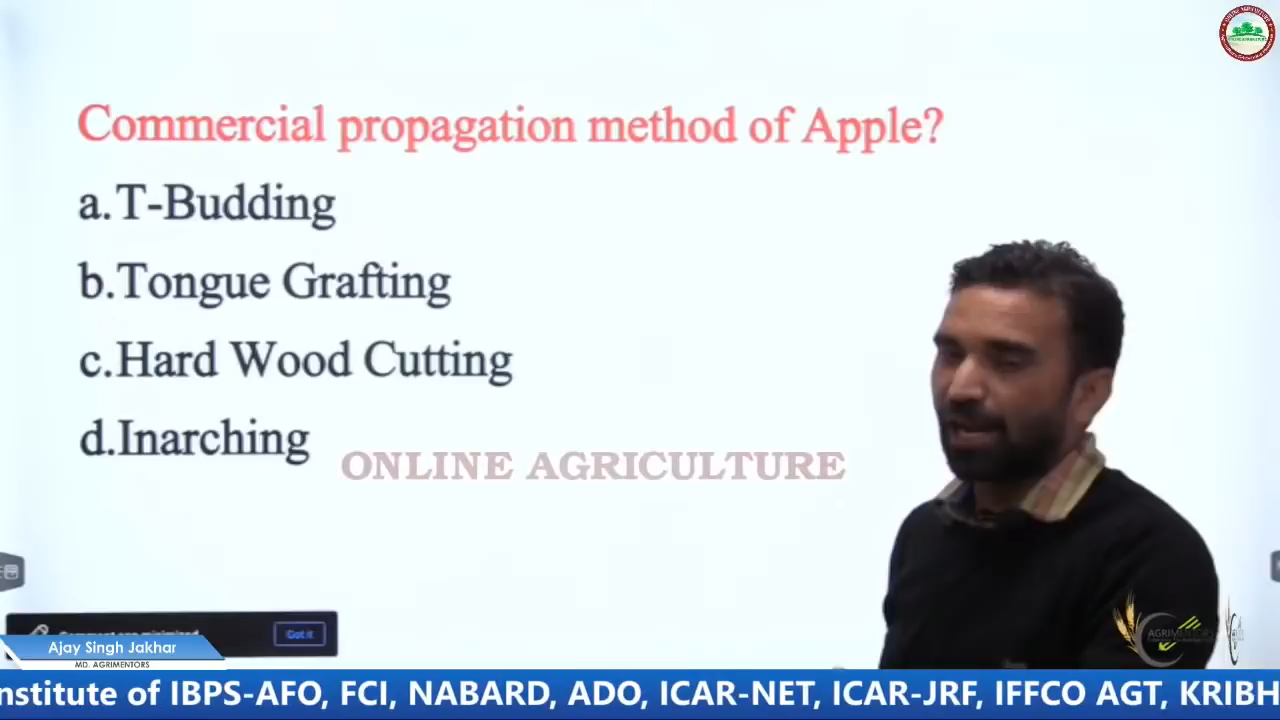 Commercial propagation method of Apple?
a.T-Budding
b.Tongue Grafting
c.Hard Wood Cutting
d.Inarching
ONLINE AGRICULTURE
Got it
Ajay Singh Jakhar
MD. AGRIMENTORS
AGRIMENTORS
nstitute of IBPS-AFO, FCI, NABARD, ADO, ICAR-NET, ICAR-JRF, IFFCO AGT, KRIBH